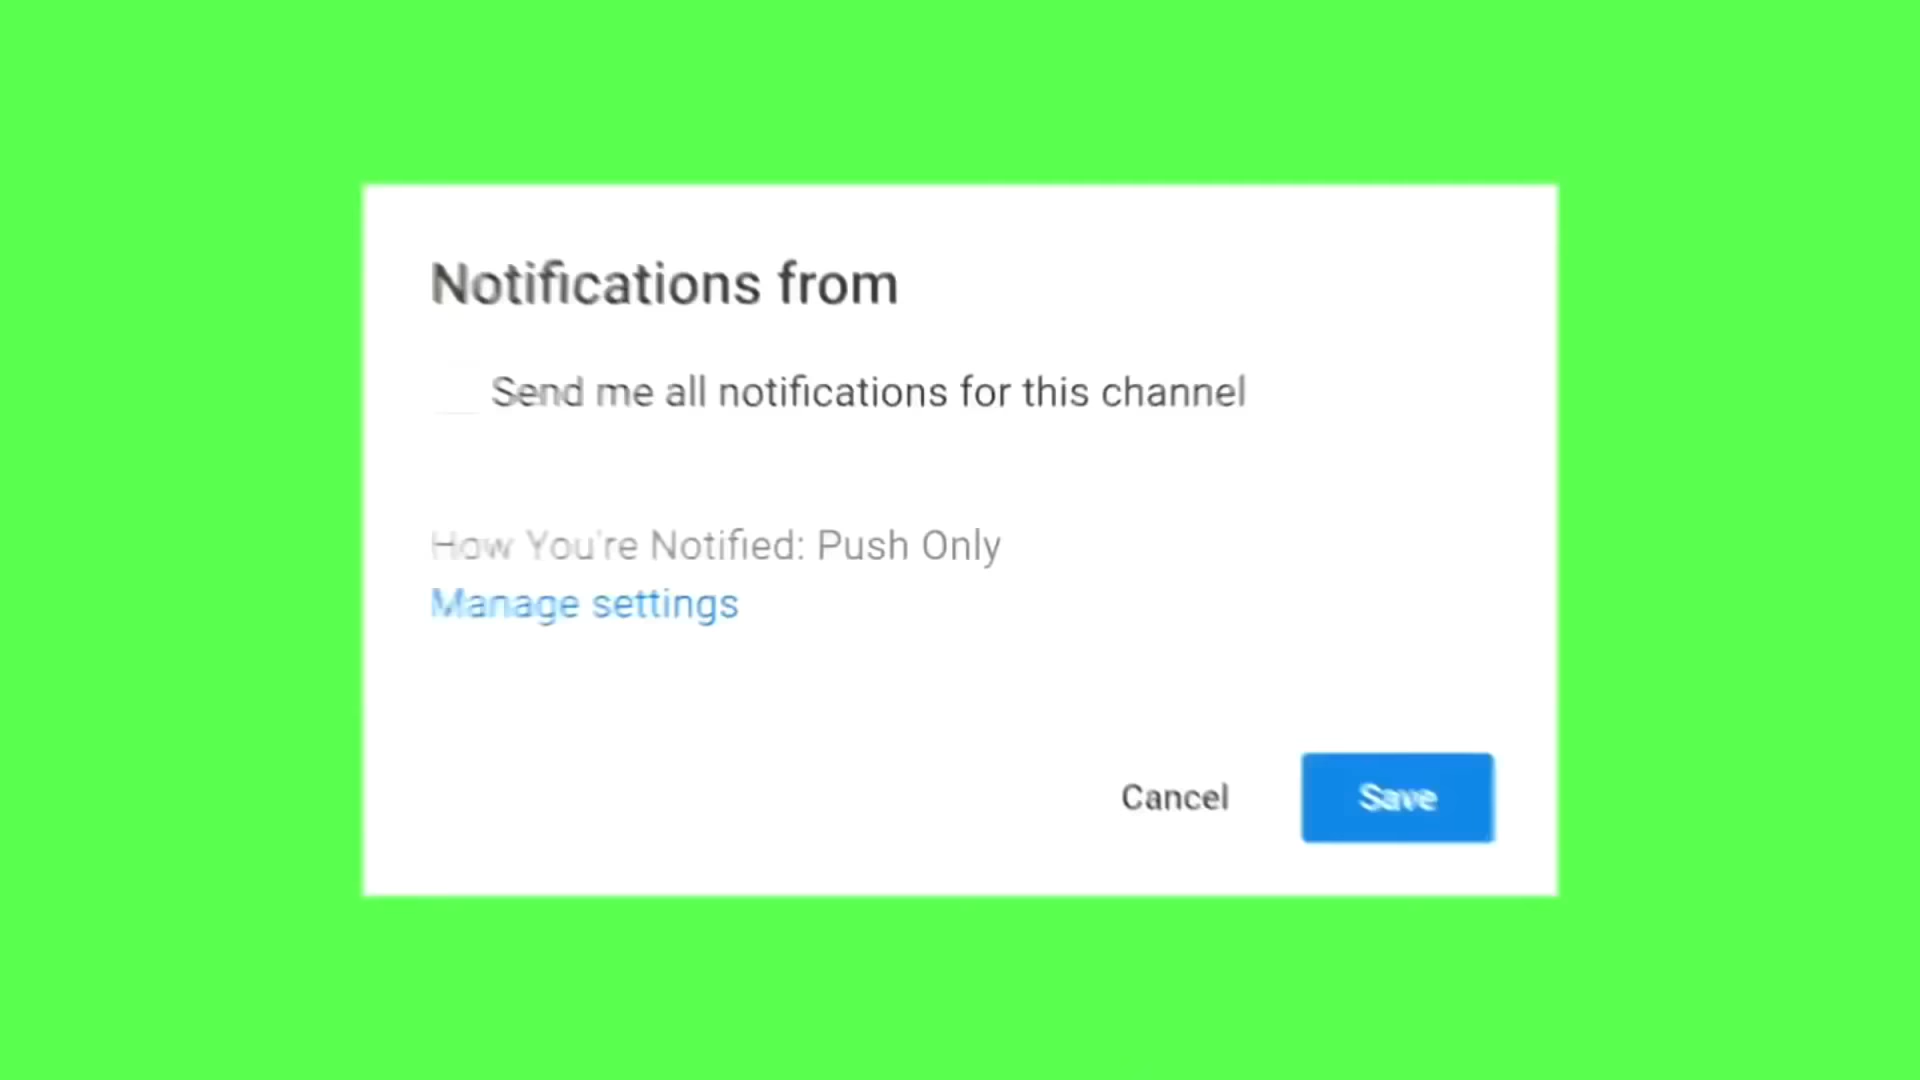 Notifications from
Send me all notifications for this channel
How You're Notified: Push Only
Manage settings
Cancel
Save